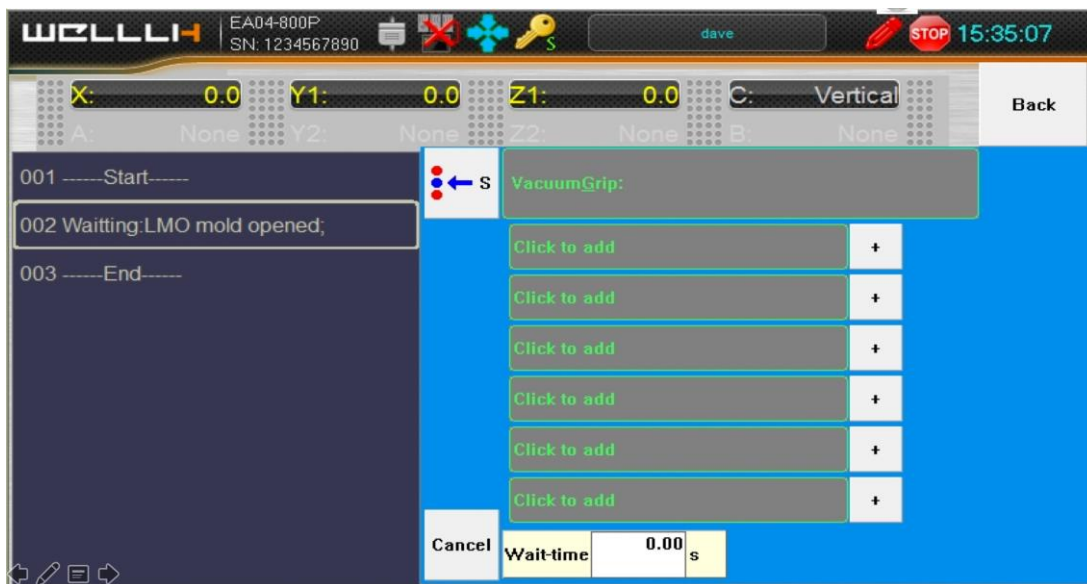 WELLLIH EA04-800P
SN: 1234567890
S
dave
STOP 15:35:07
X: 0.0 Y1: 0.0 Z1: 0.0 C: Vertical
A: None Y2: None Z2: None B: None
Back
001 ------Start------
002 Waitting:LMO mold opened;
003 ------End------
S
VacuumGrip:
Click to add +
Click to add +
Click to add +
Click to add +
Click to add +
Click to add +
Cancel
Wait-time 0.00 s